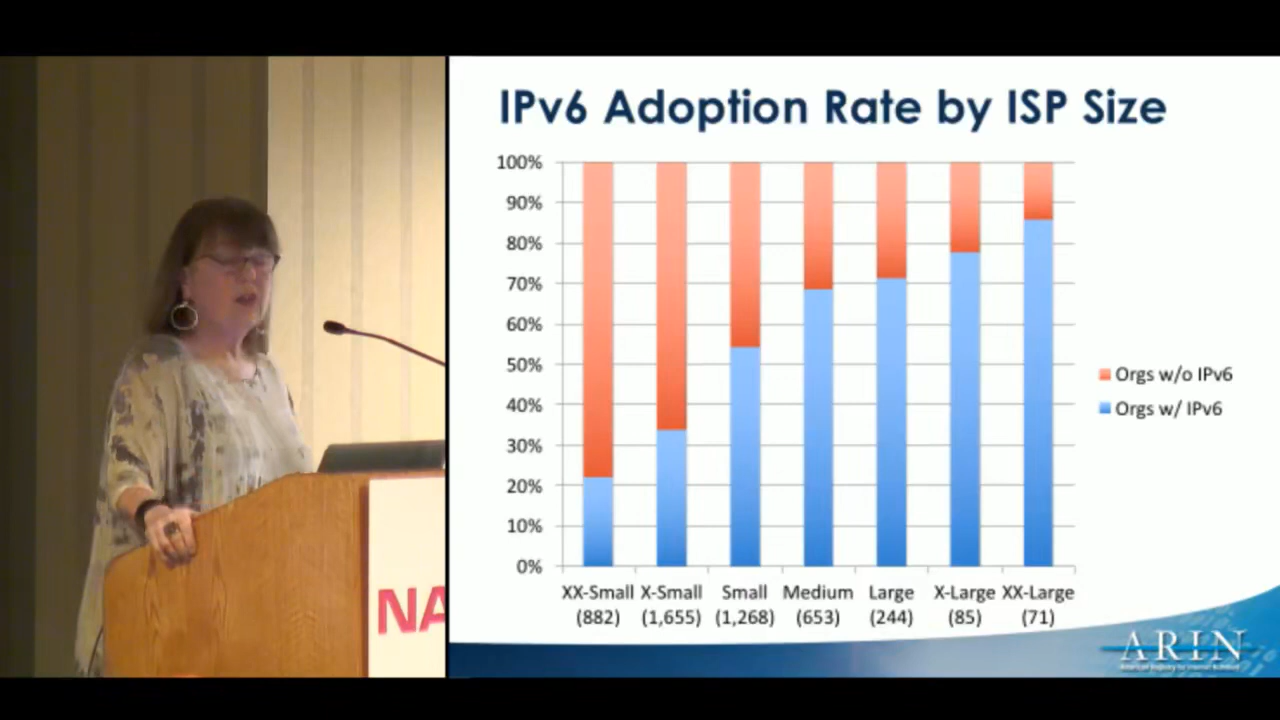 IPv6 Adoption Rate by ISP Size
100%
90%
80%
70%
60%
50%
40%
30%
20%
10%
0%
XX-Small X-Small Small Medium Large X-Large XX-Large
(882) (1,655) (1,268) (653) (244) (85) (71)
Orgs w/o IPv6
Orgs w/ IPv6
NA
ARIN